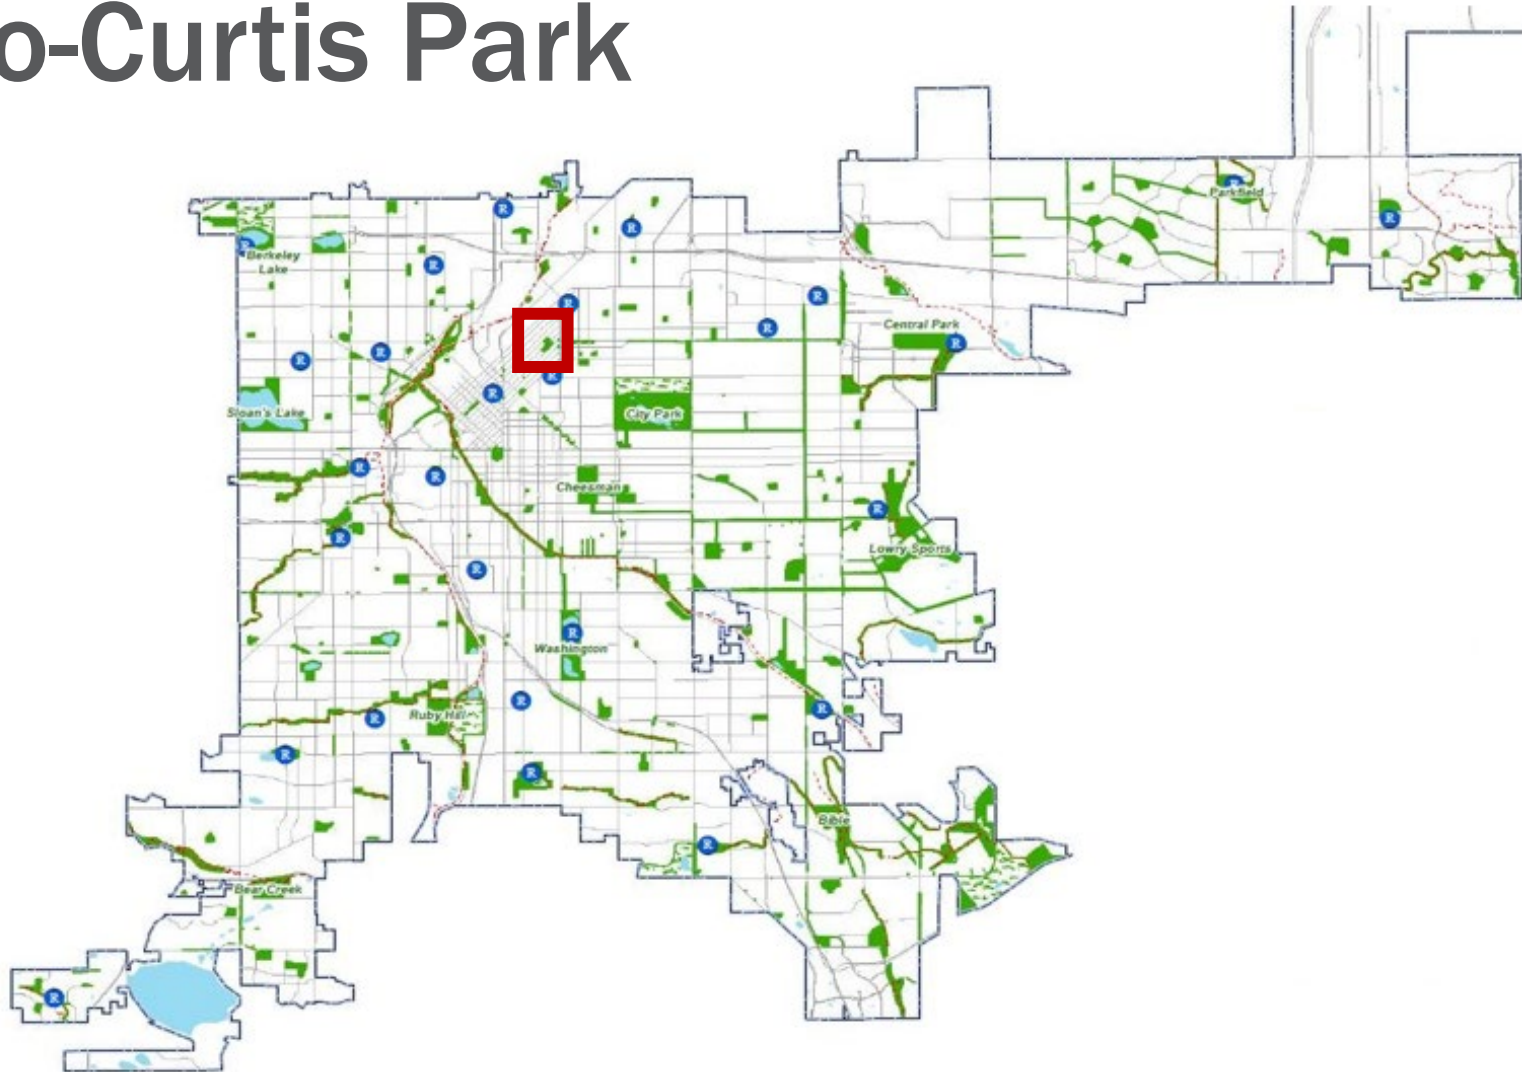 o-Curtis Park
Parkfield
R
R
R
R
R
Berkeley
Lake
R
R
R
R
Central Park
R
R
R
R
R
Sloan's Lake
City Park
R
R
Cheesman
R
R
Lowry Sports
R
R
Washington
R
Ruby Hill
R
R
R
R
Bible
R
Bear Creek
R